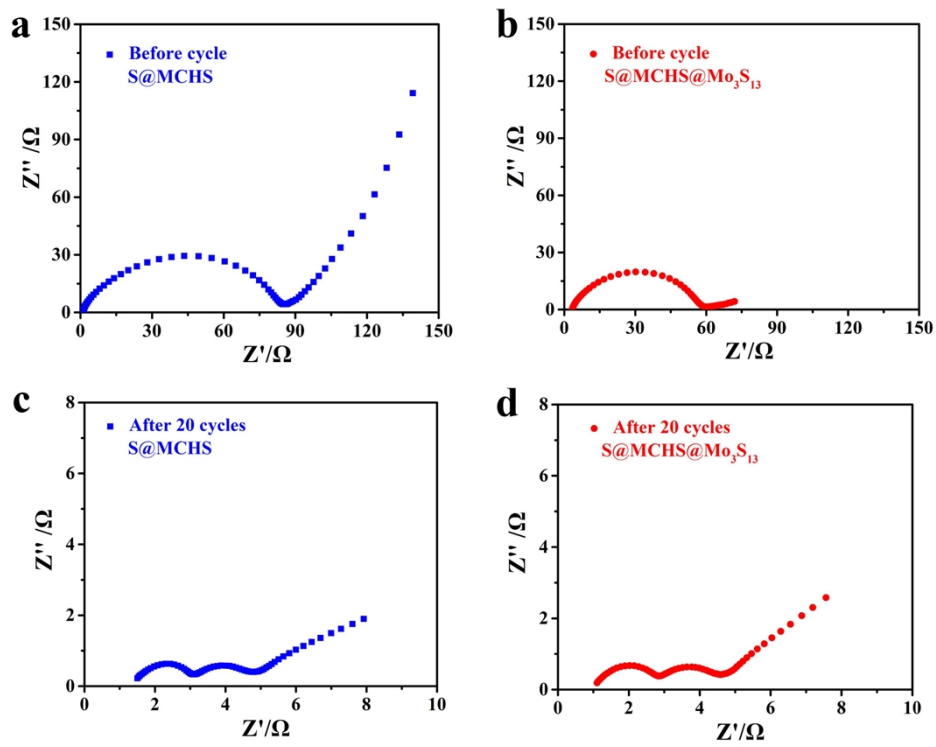 a
Before cycle
S@MCHS
Z'' /Ω
150
120
90
60
30
0
0 30 60 90 120 150
Z'/Ω
b
Before cycle
S@MCHS@Mo₃S₁₃
Z'' /Ω
150
120
90
60
30
0
0 30 60 90 120 150
Z'/Ω
c
After 20 cycles
S@MCHS
Z'' /Ω
8
6
4
2
0
0 2 4 6 8 10
Z'/Ω
d
After 20 cycles
S@MCHS@Mo₃S₁₃
Z'' /Ω
8
6
4
2
0
0 2 4 6 8 10
Z'/Ω